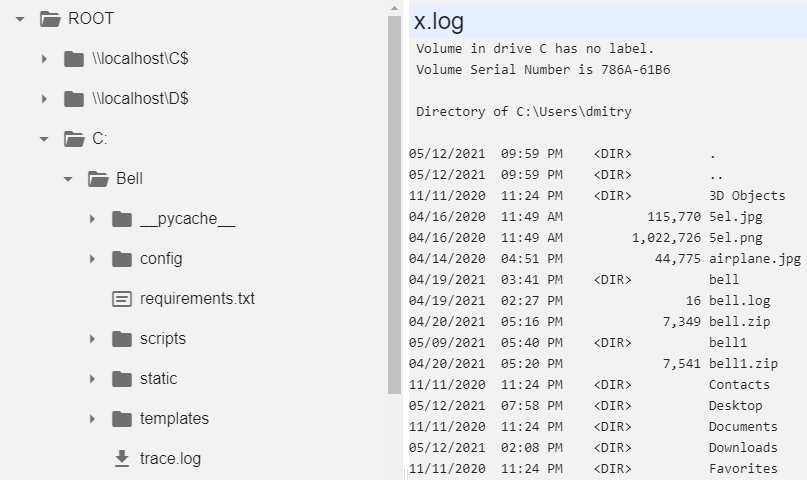 ROOT
\\localhost\C$
\\localhost\D$
C:
Bell
__pycache__
config
requirements.txt
scripts
static
templates
trace.log
x.log
Volume in drive C has no label.
Volume Serial Number is 786A-61B6
Directory of C:\Users\dmitry
05/12/2021  09:59 PM    <DIR>          .
05/12/2021  09:59 PM    <DIR>          ..
11/11/2020  11:24 PM    <DIR>          3D Objects
04/16/2021  11:49 AM           115,770 5el.jpg
04/16/2021  11:49 AM         1,022,726 5el.png
04/14/2021  04:51 PM            44,775 airplane.jpg
04/19/2021  03:41 PM    <DIR>          bell
04/19/2021  02:27 PM                16 bell.log
04/20/2021  05:16 PM             7,349 bell.zip
05/09/2021  05:40 PM    <DIR>          bell1
04/20/2021  05:20 PM             7,541 bell1.zip
11/11/2020  11:24 PM    <DIR>          Contacts
05/12/2021  07:58 PM    <DIR>          Desktop
11/11/2020  11:24 PM    <DIR>          Documents
05/12/2021  02:08 PM    <DIR>          Downloads
11/11/2020  11:24 PM    <DIR>          Favorites